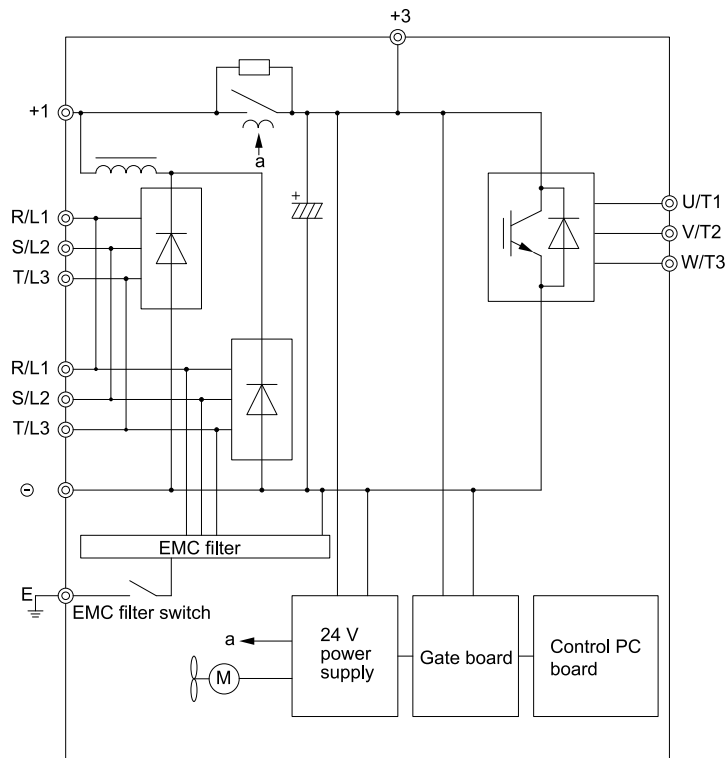 +3
+1
a
+
R/L1
S/L2
T/L3
U/T1
V/T2
W/T3
R/L1
S/L2
T/L3
⊖
EMC filter
E
EMC filter switch
a
M
24 V
power
supply
Gate board
Control PC
board